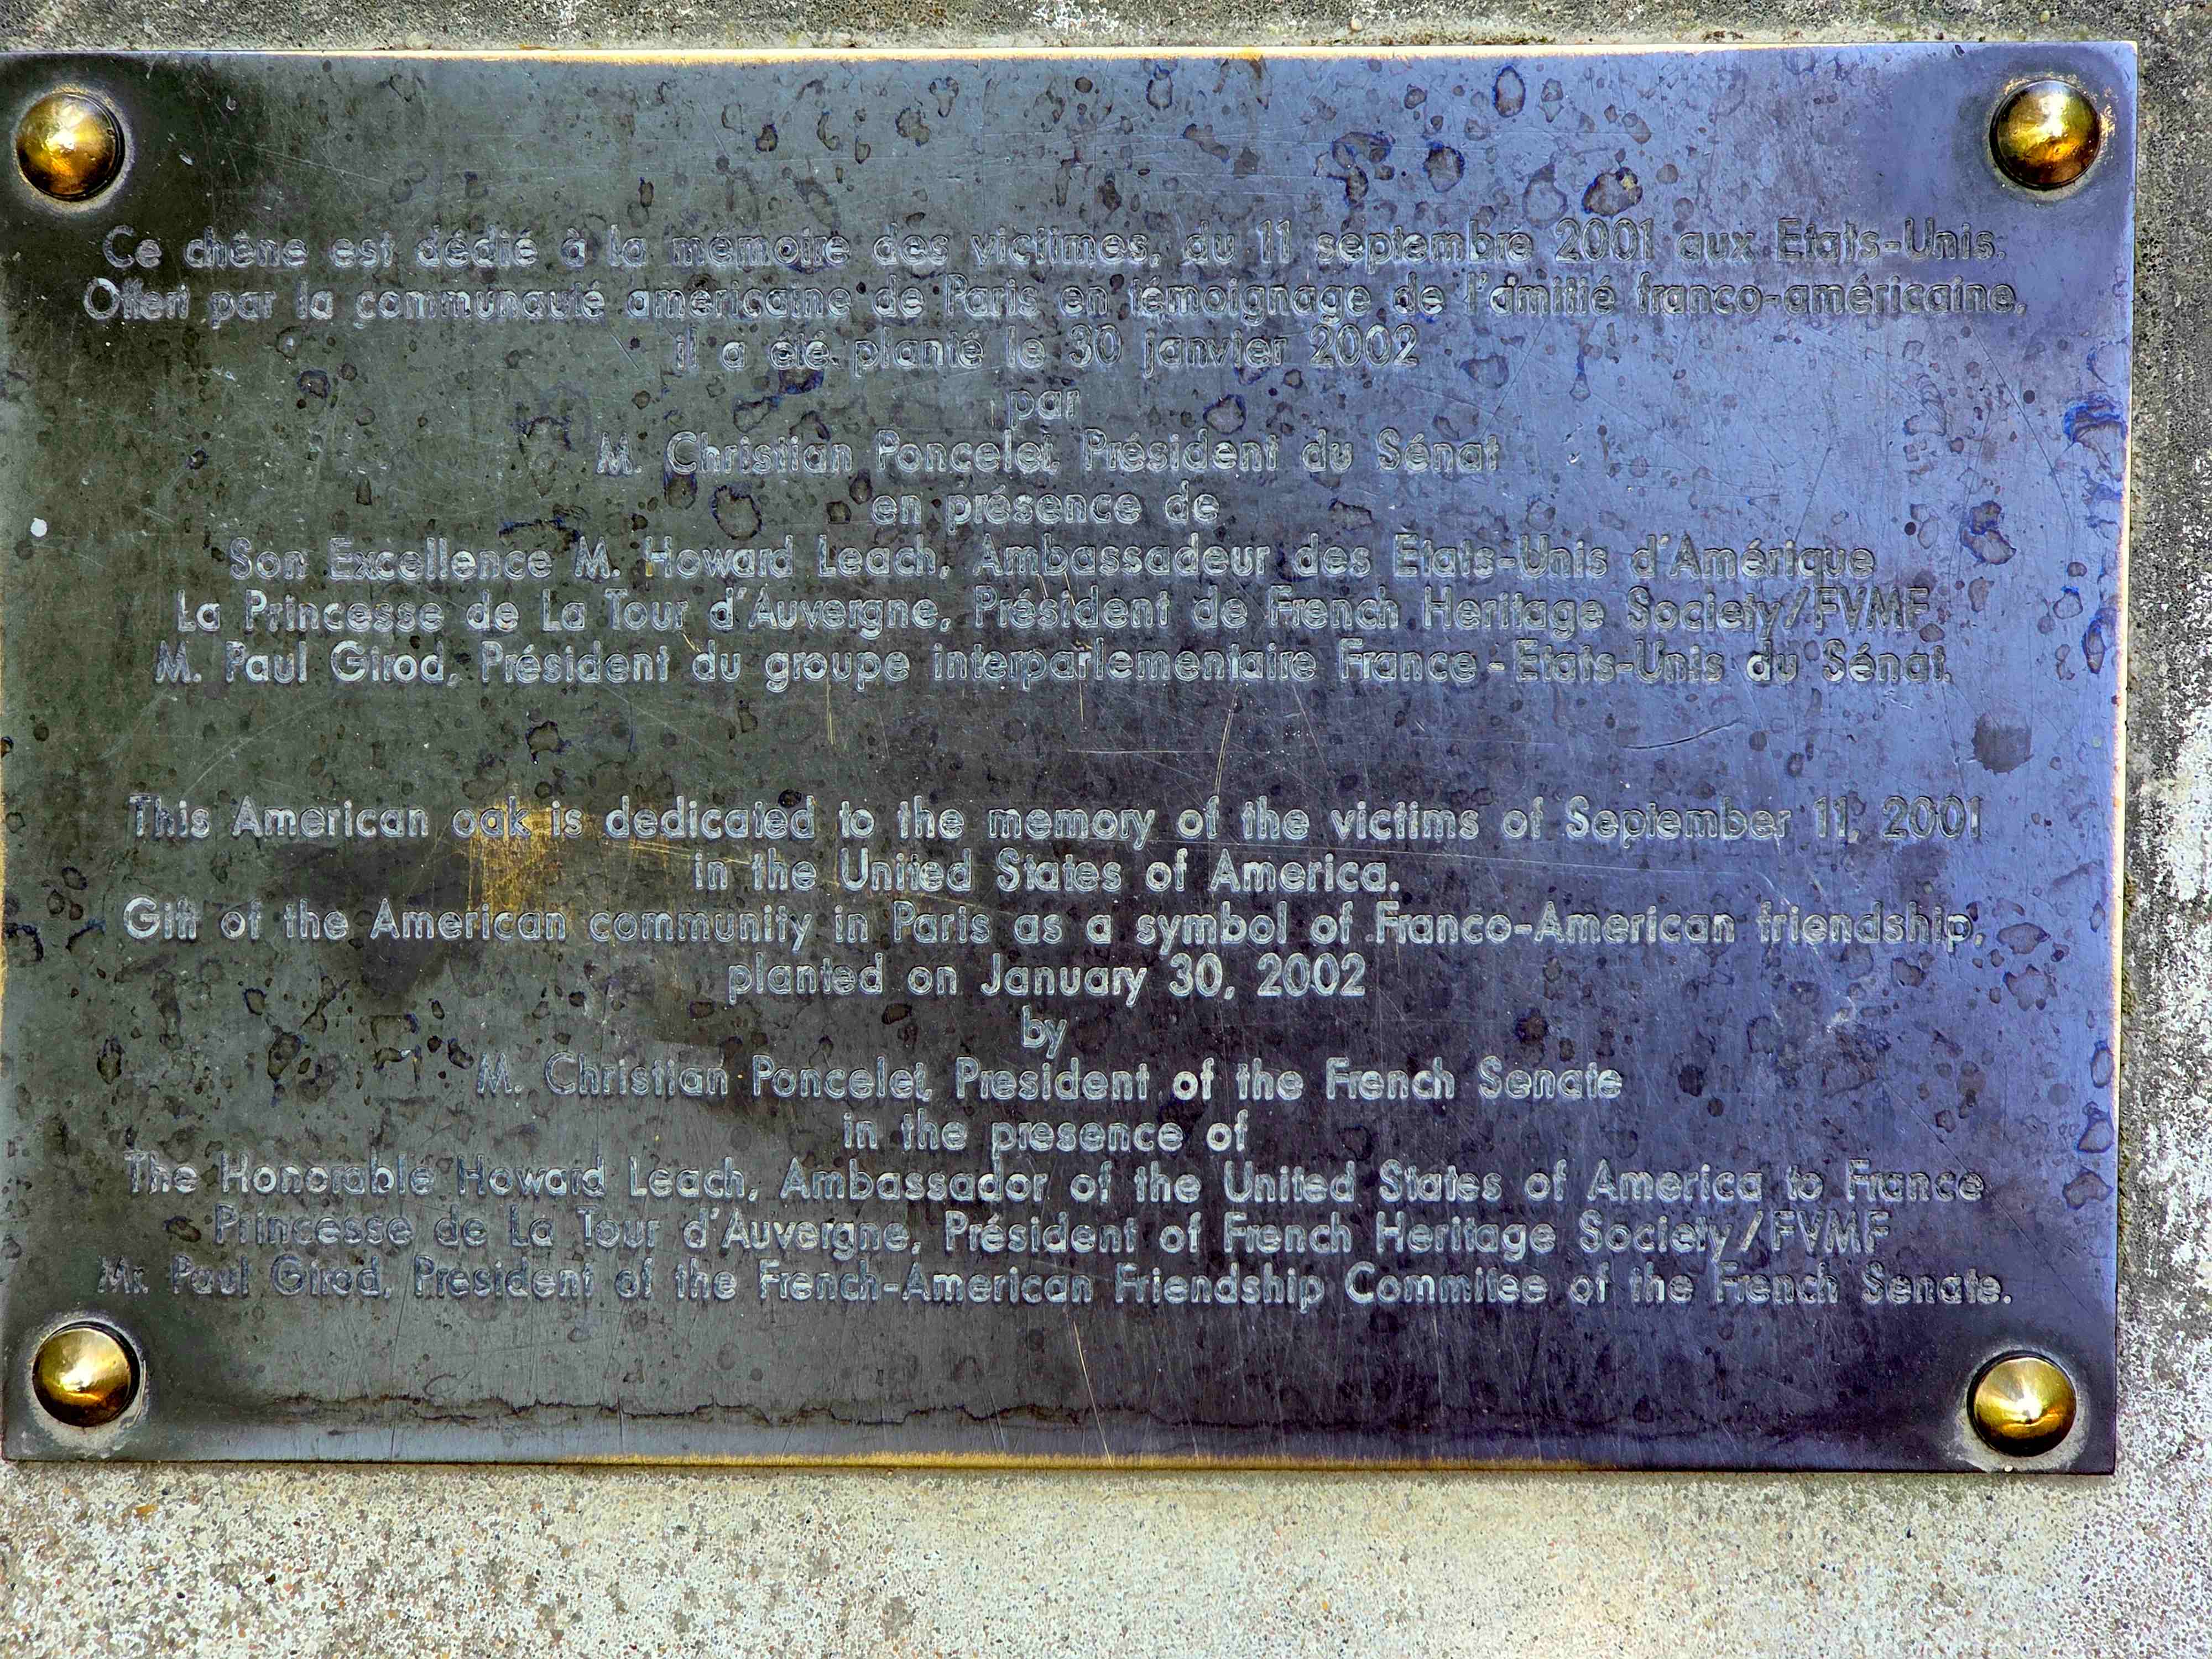 Ce chêne est dédié à la mémoire des victimes, du 11 septembre 2001 aux Etats-Unis.
Offert par la communauté américaine de Paris en témoignage de l'amitié franco-américaine,
il a été planté le 30 janvier 2002
par
M. Christian Poncelet, Président du Sénat
en présence de
Son Excellence M. Howard Leach, Ambassadeur des Etats-Unis d'Amérique
La Princesse de La Tour d'Auvergne, Président de French Heritage Society/FVMF
M. Paul Girod, Président du groupe interparlementaire France-Etats-Unis du Sénat.
This American oak is dedicated to the memory of the victims of September 11, 2001
in the United States of America.
Gift of the American community in Paris as a symbol of Franco-American friendship,
planted on January 30, 2002
by
M. Christian Poncelet, President of the French Senate
in the presence of
The Honorable Howard Leach, Ambassador of the United States of America to France
Princesse de La Tour d'Auvergne, Président of French Heritage Society/FVMF
Mr. Paul Girod, President of the French-American Friendship Commitee of the French Senate.